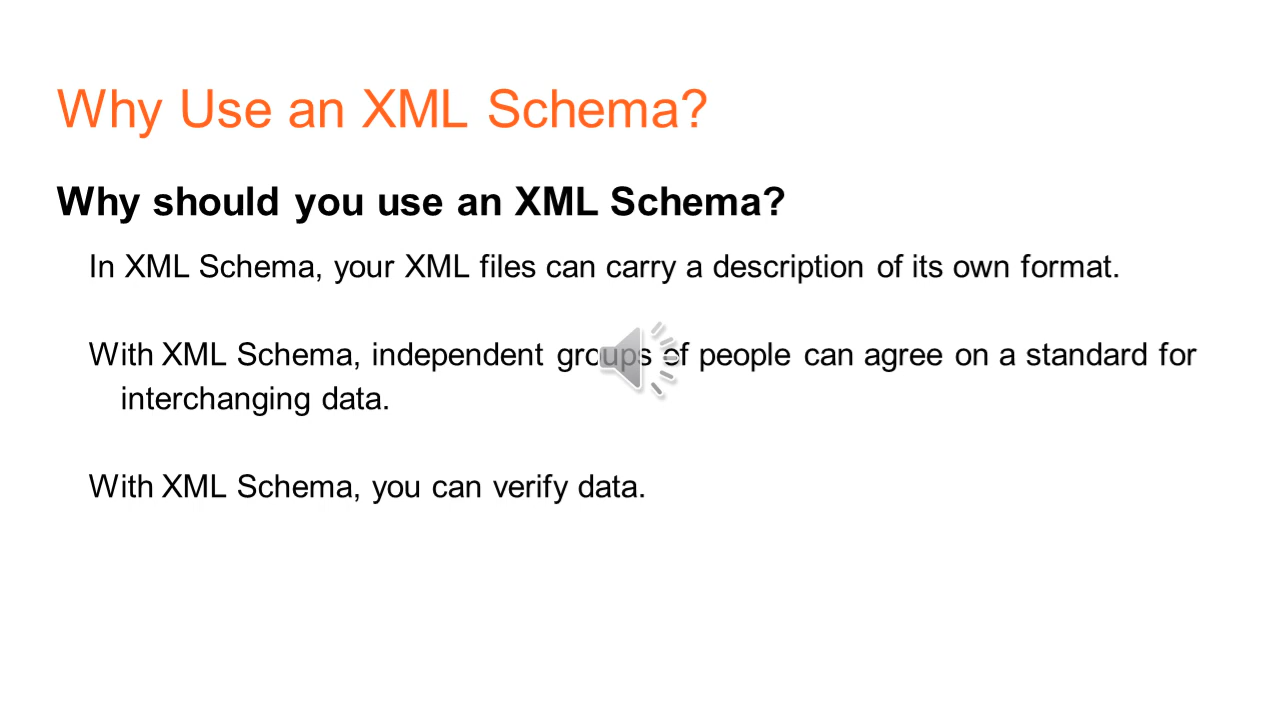 Why Use an XML Schema?
Why should you use an XML Schema?
In XML Schema, your XML files can carry a description of its own format.
With XML Schema, independent groups of people can agree on a standard for
interchanging data.
With XML Schema, you can verify data.